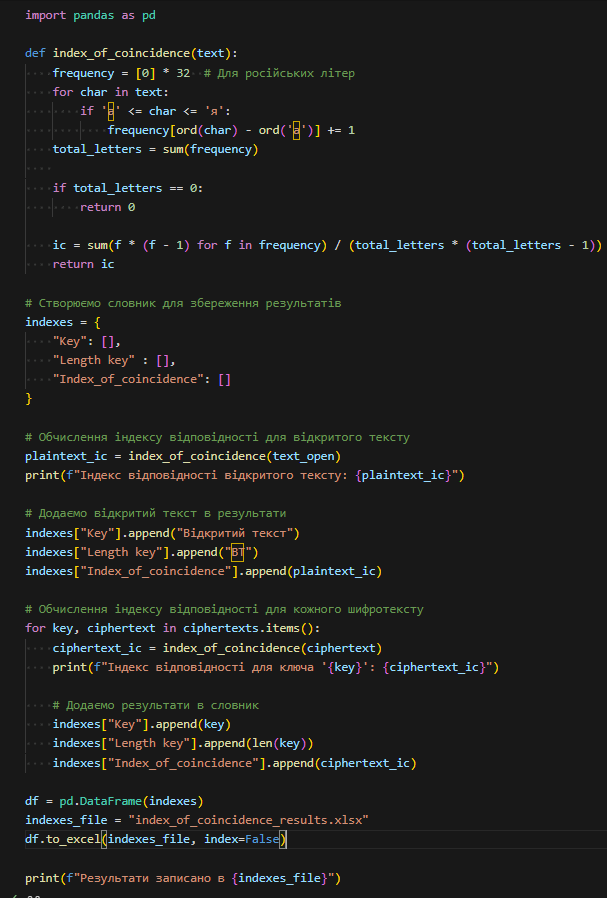 import pandas as pd
def index_of_coincidence(text):
    frequency = [0] * 32  # Для російських літер
    for char in text:
        if 'а' <= char <= 'я':
            frequency[ord(char) - ord('а')] += 1
    total_letters = sum(frequency)
    if total_letters == 0:
        return 0
    ic = sum(f * (f - 1) for f in frequency) / (total_letters * (total_letters - 1))
    return ic
# Створюємо словник для збереження результатів
indexes = {
    "Key": [],
    "Length key" : [],
    "Index_of_coincidence": []
}
# Обчислення індексу відповідності для відкритого тексту
plaintext_ic = index_of_coincidence(text_open)
print(f"Індекс відповідності відкритого тексту: {plaintext_ic}")
# Додаємо відкритий текст в результати
indexes["Key"].append("Відкритий текст")
indexes["Length key"].append("ВТ")
indexes["Index_of_coincidence"].append(plaintext_ic)
# Обчислення індексу відповідності для кожного шифротексту
for key, ciphertext in ciphertexts.items():
    ciphertext_ic = index_of_coincidence(ciphertext)
    print(f"Індекс відповідності для ключа '{key}': {ciphertext_ic}")
    # Додаємо результати в словник
    indexes["Key"].append(key)
    indexes["Length key"].append(len(key))
    indexes["Index_of_coincidence"].append(ciphertext_ic)
df = pd.DataFrame(indexes)
indexes_file = "index_of_coincidence_results.xlsx"
df.to_excel(indexes_file, index=False)
print(f"Результати записано в {indexes_file}")